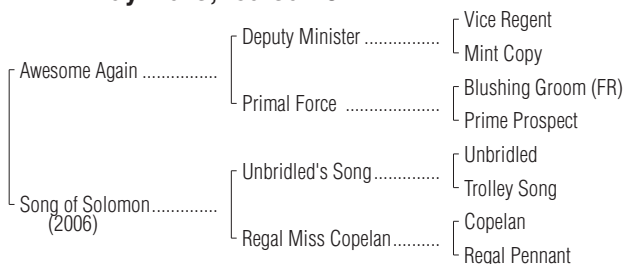 Vice Regent
Deputy Minister ................
Mint Copy
Awesome Again ................
Blushing Groom (FR)
Primal Force ....................
Prime Prospect
Unbridled
Unbridled's Song..............
Trolley Song
Song of Solomon..............
(2006)
Copelan
Regal Miss Copelan..........
Regal Pennant